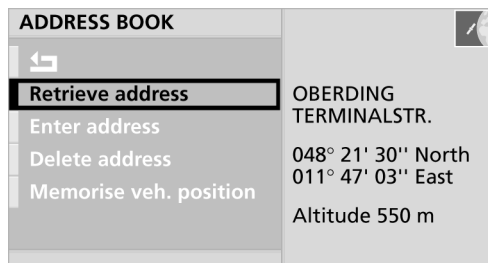 ADDRESS BOOK
Retrieve address
Enter address
Delete address
Memorise veh. position
OBERDING
TERMINALSTR.
048° 21' 30'' North
011° 47' 03'' East
Altitude 550 m